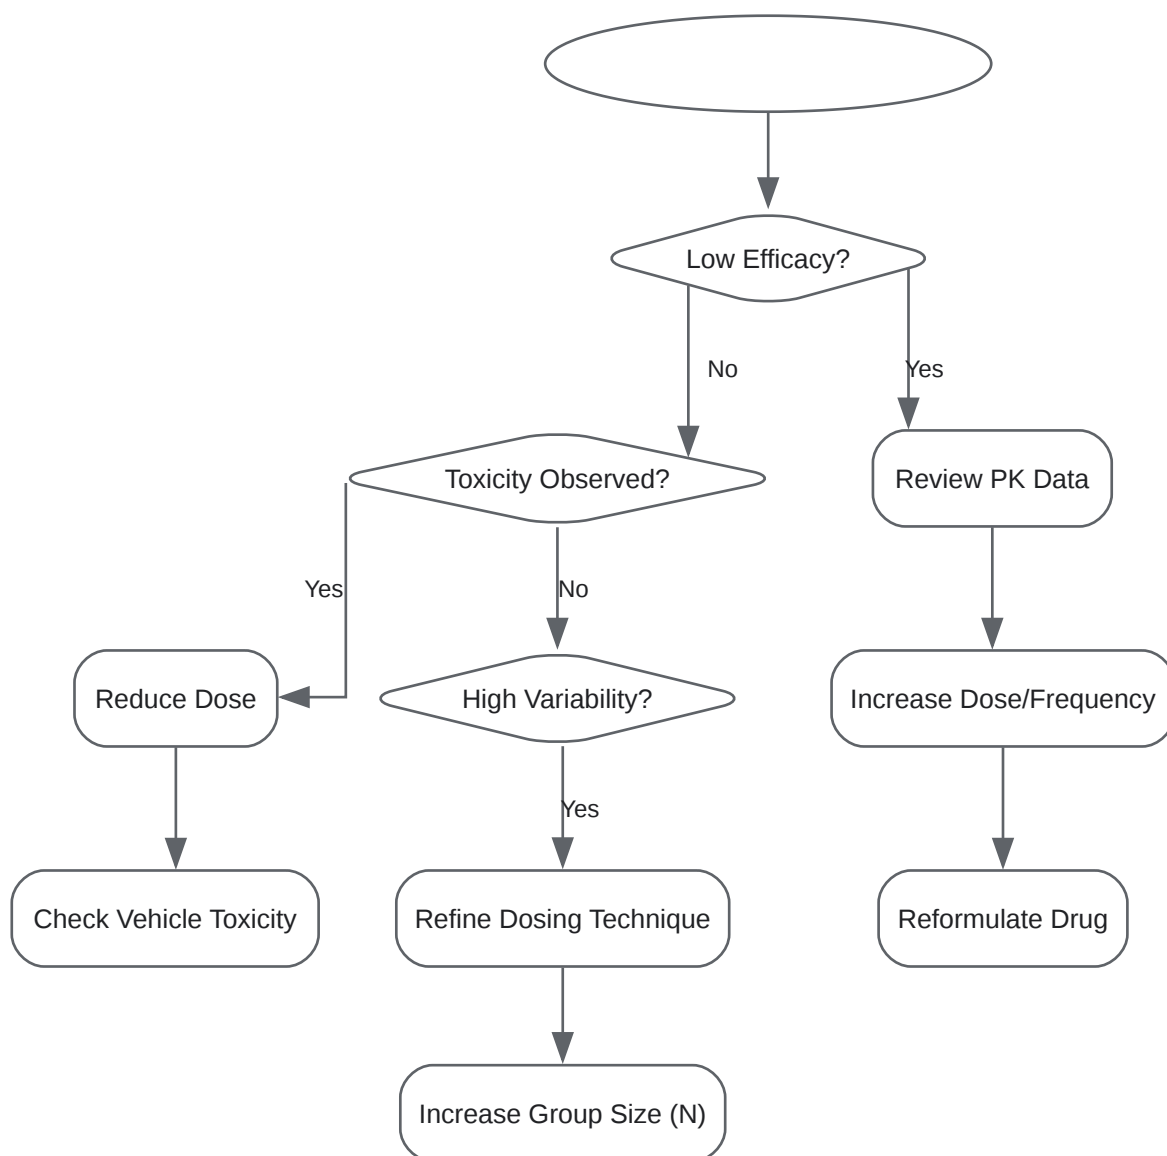 Low Efficacy?
No
Yes
Toxicity Observed?
Review PK Data
Yes
No
Reduce Dose
High Variability?
Increase Dose/Frequency
Yes
Check Vehicle Toxicity
Refine Dosing Technique
Reformulate Drug
Increase Group Size (N)